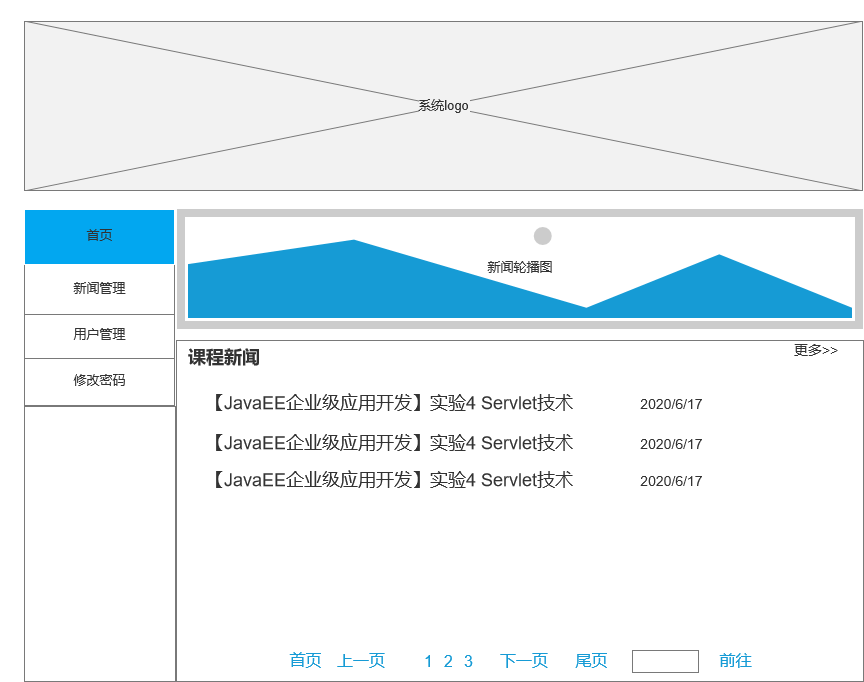 系统logo
首页
新闻管理
用户管理
修改密码
新闻轮播图
课程新闻 更多>>
【JavaEE企业级应用开发】实验4 Servlet技术 2020/6/17
【JavaEE企业级应用开发】实验4 Servlet技术 2020/6/17
【JavaEE企业级应用开发】实验4 Servlet技术 2020/6/17
首页 上一页 1 2 3 下一页 尾页 前往